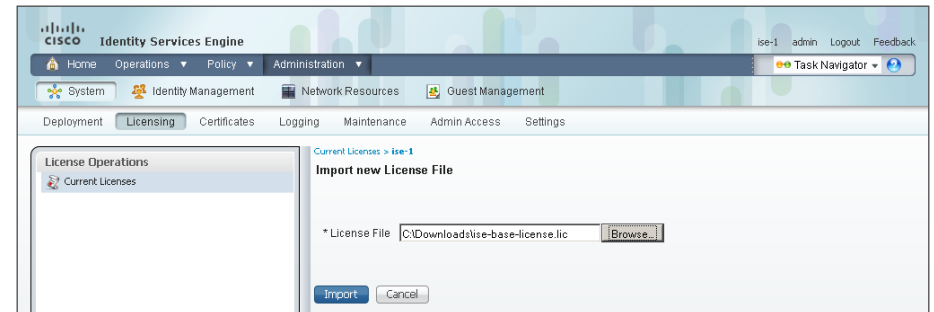 CISCO Identity Services Engine
ise-1 admin Logout Feedback
Home Operations ▼ Policy ▼ Administration ▼
Task Navigator ▼
System Identity Management Network Resources Guest Management
Deployment Licensing Certificates Logging Maintenance Admin Access Settings
License Operations
Current Licenses
Current Licenses > ise-1
Import new License File
* License File C:\Downloads\ise-base-license.lic Browse...
Import Cancel